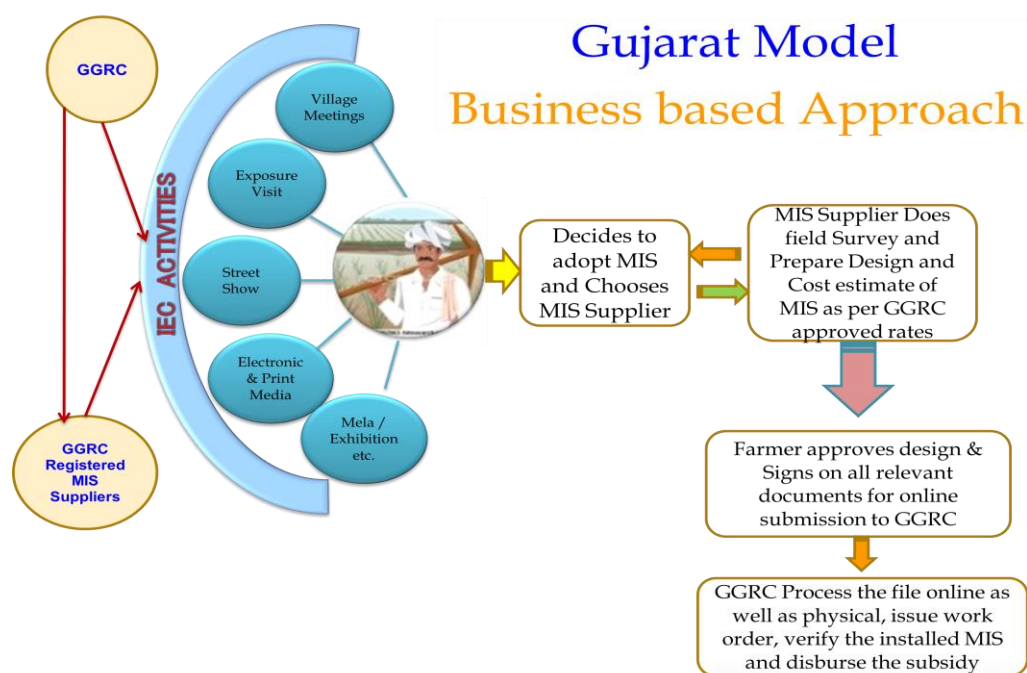 Gujarat Model
Business based Approach
GGRC
IEC ACTIVITIES
Village
Meetings
Exposure
Visit
Street
Show
Electronic
& Print
Media
Mela /
Exhibition
etc.
GGRC
Registered
MIS
Suppliers
Decides to
adopt MIS
and Chooses
MIS Supplier
MIS Supplier Does
field Survey and
Prepare Design and
Cost estimate of
MIS as per GGRC
approved rates
Farmer approves design &
Signs on all relevant
documents for online
submission to GGRC
GGRC Process the file online as
well as physical, issue work
order, verify the installed MIS
and disburse the subsidy